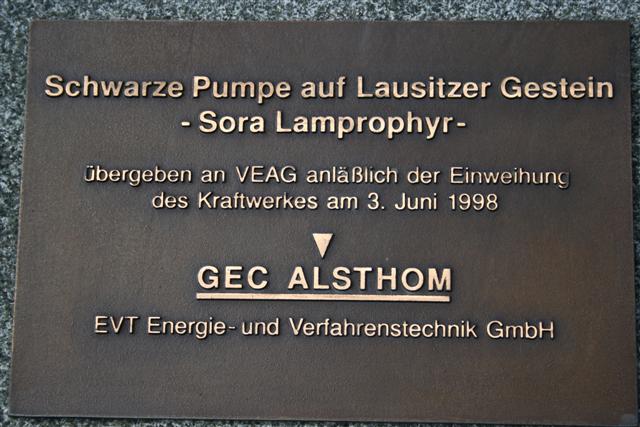 Schwarze Pumpe auf Lausitzer Gestein
- Sora Lamprophyr-
übergeben an VEAG anläßlich der Einweihung
des Kraftwerkes am 3. Juni 1998
GEC ALSTHOM
EVT Energie- und Verfahrenstechnik GmbH